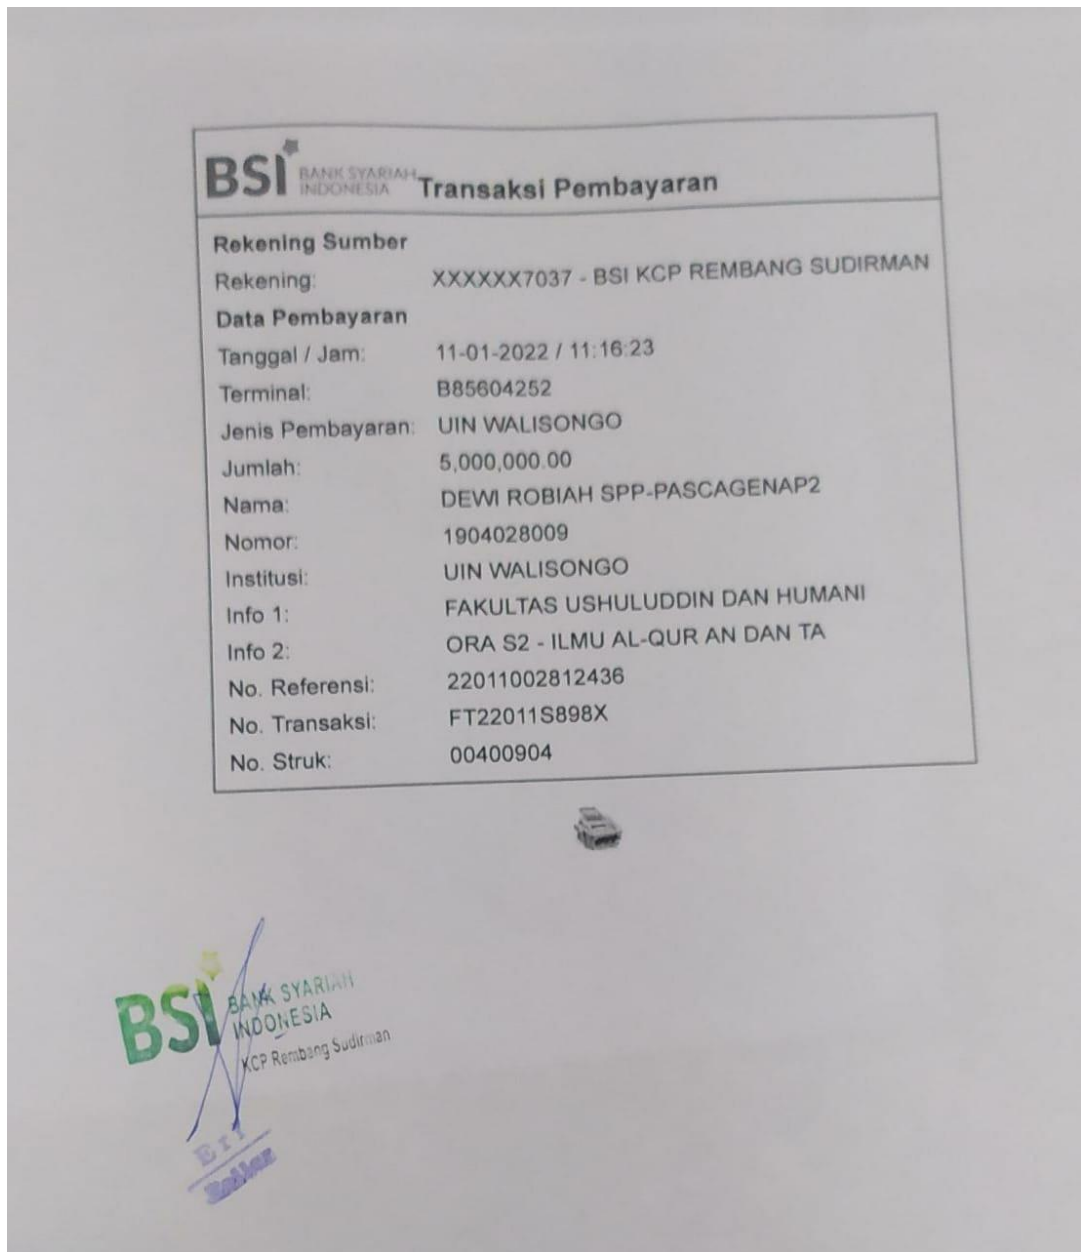 BSI BANK SYARIAH
INDONESIA
Transaksi Pembayaran
Rekening Sumber
Rekening: XXXXXX7037 - BSI KCP REMBANG SUDIRMAN
Data Pembayaran
Tanggal / Jam: 11-01-2022 / 11:16:23
Terminal: B85604252
Jenis Pembayaran: UIN WALISONGO
Jumlah: 5,000,000.00
Nama: DEWI ROBIAH SPP-PASCAGENAP2
Nomor: 1904028009
Institusi: UIN WALISONGO
Info 1: FAKULTAS USHULUDDIN DAN HUMANI
Info 2: ORA S2 - ILMU AL-QUR AN DAN TA
No. Referensi: 22011002812436
No. Transaksi: FT22011S898X
No. Struk: 00400904
BSI BANK SYARIAH
INDONESIA
KCP Rembang Sudirman